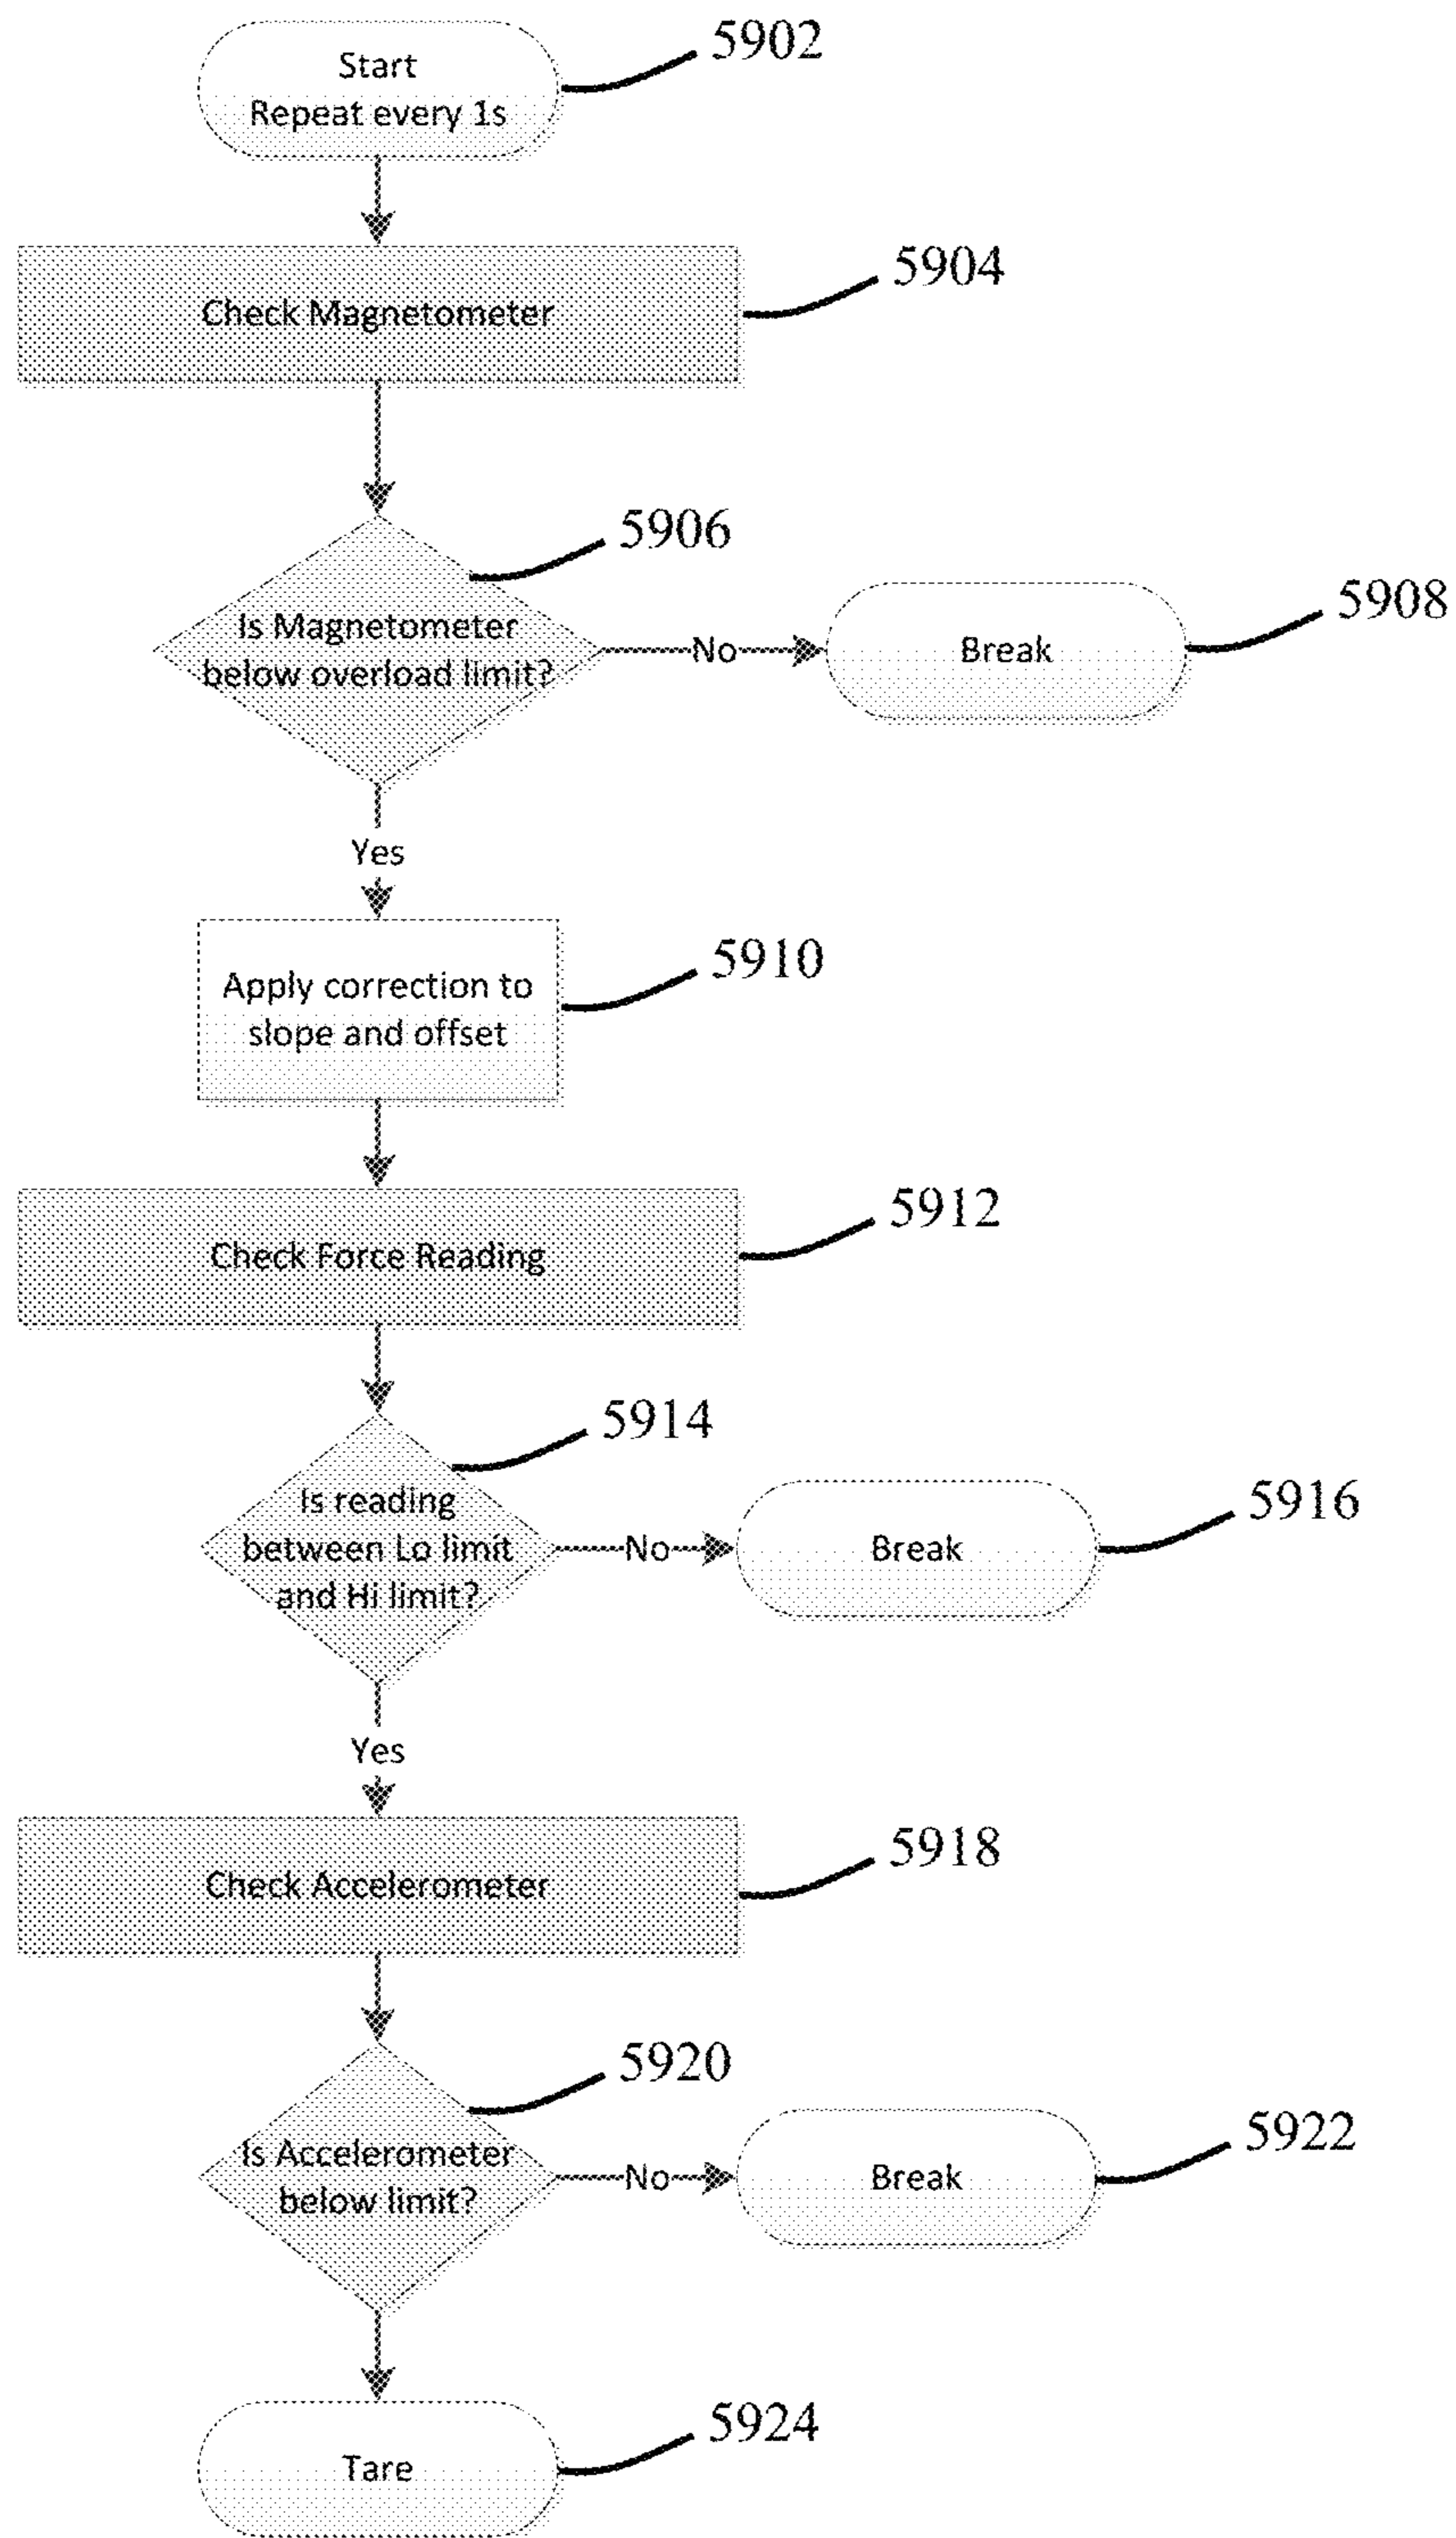 Start
Repeat every 1s
5902
Check Magnetometer
5904
5906
Is Magnetometer
below overload limit?
No
Break
5908
Yes
Apply correction to
slope and offset
5910
Check Force Reading
5912
5914
Is reading
between Lo limit
and Hi limit?
No
Break
5916
Yes
Check Accelerometer
5918
5920
Is Accelerometer
below limit?
No
Break
5922
Tare
5924